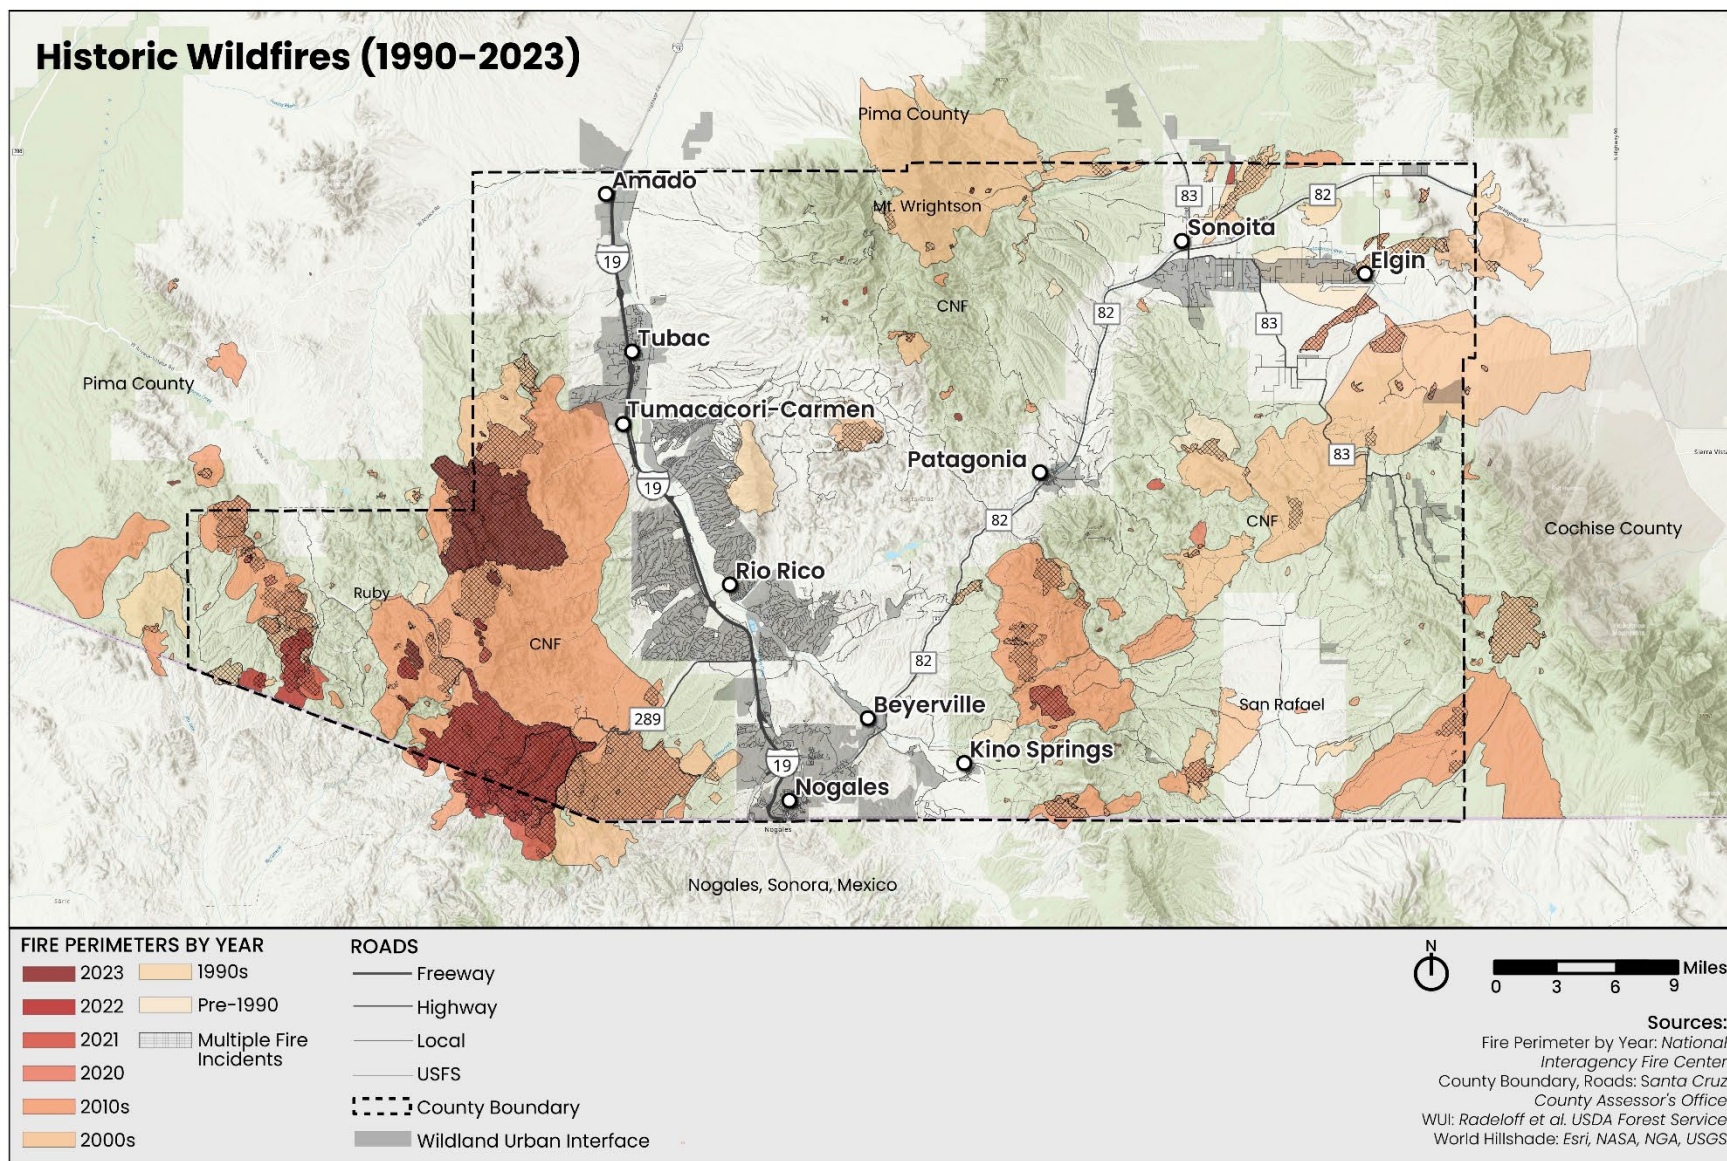 Historic Wildfires (1990-2023)
Pima County
Amado
Mt. Wrightson
83
82
Sonoita
19
Elgin
CNF
82
83
Tubac
Pima County
Tumacacori-Carmen
Patagonia
83
19
82
CNF
Cochise County
Sierra Vista
Rio Rico
Ruby
CNF
82
289
Beyerville
San Rafael
Kino Springs
19
Nogales
Nogales
Nogales, Sonora, Mexico
FIRE PERIMETERS BY YEAR
2023
2022
2021
2020
2010s
2000s
1990s
Pre-1990
Multiple Fire
Incidents
ROADS
Freeway
Highway
Local
USFS
County Boundary
Wildland Urban Interface
N
Miles
0 3 6 9
Sources:
Fire Perimeter by Year: National
Interagency Fire Center
County Boundary, Roads: Santa Cruz
County Assessor's Office
WUI: Radeloff et al. USDA Forest Service
World Hillshade: Esri, NASA, NGA, USGS